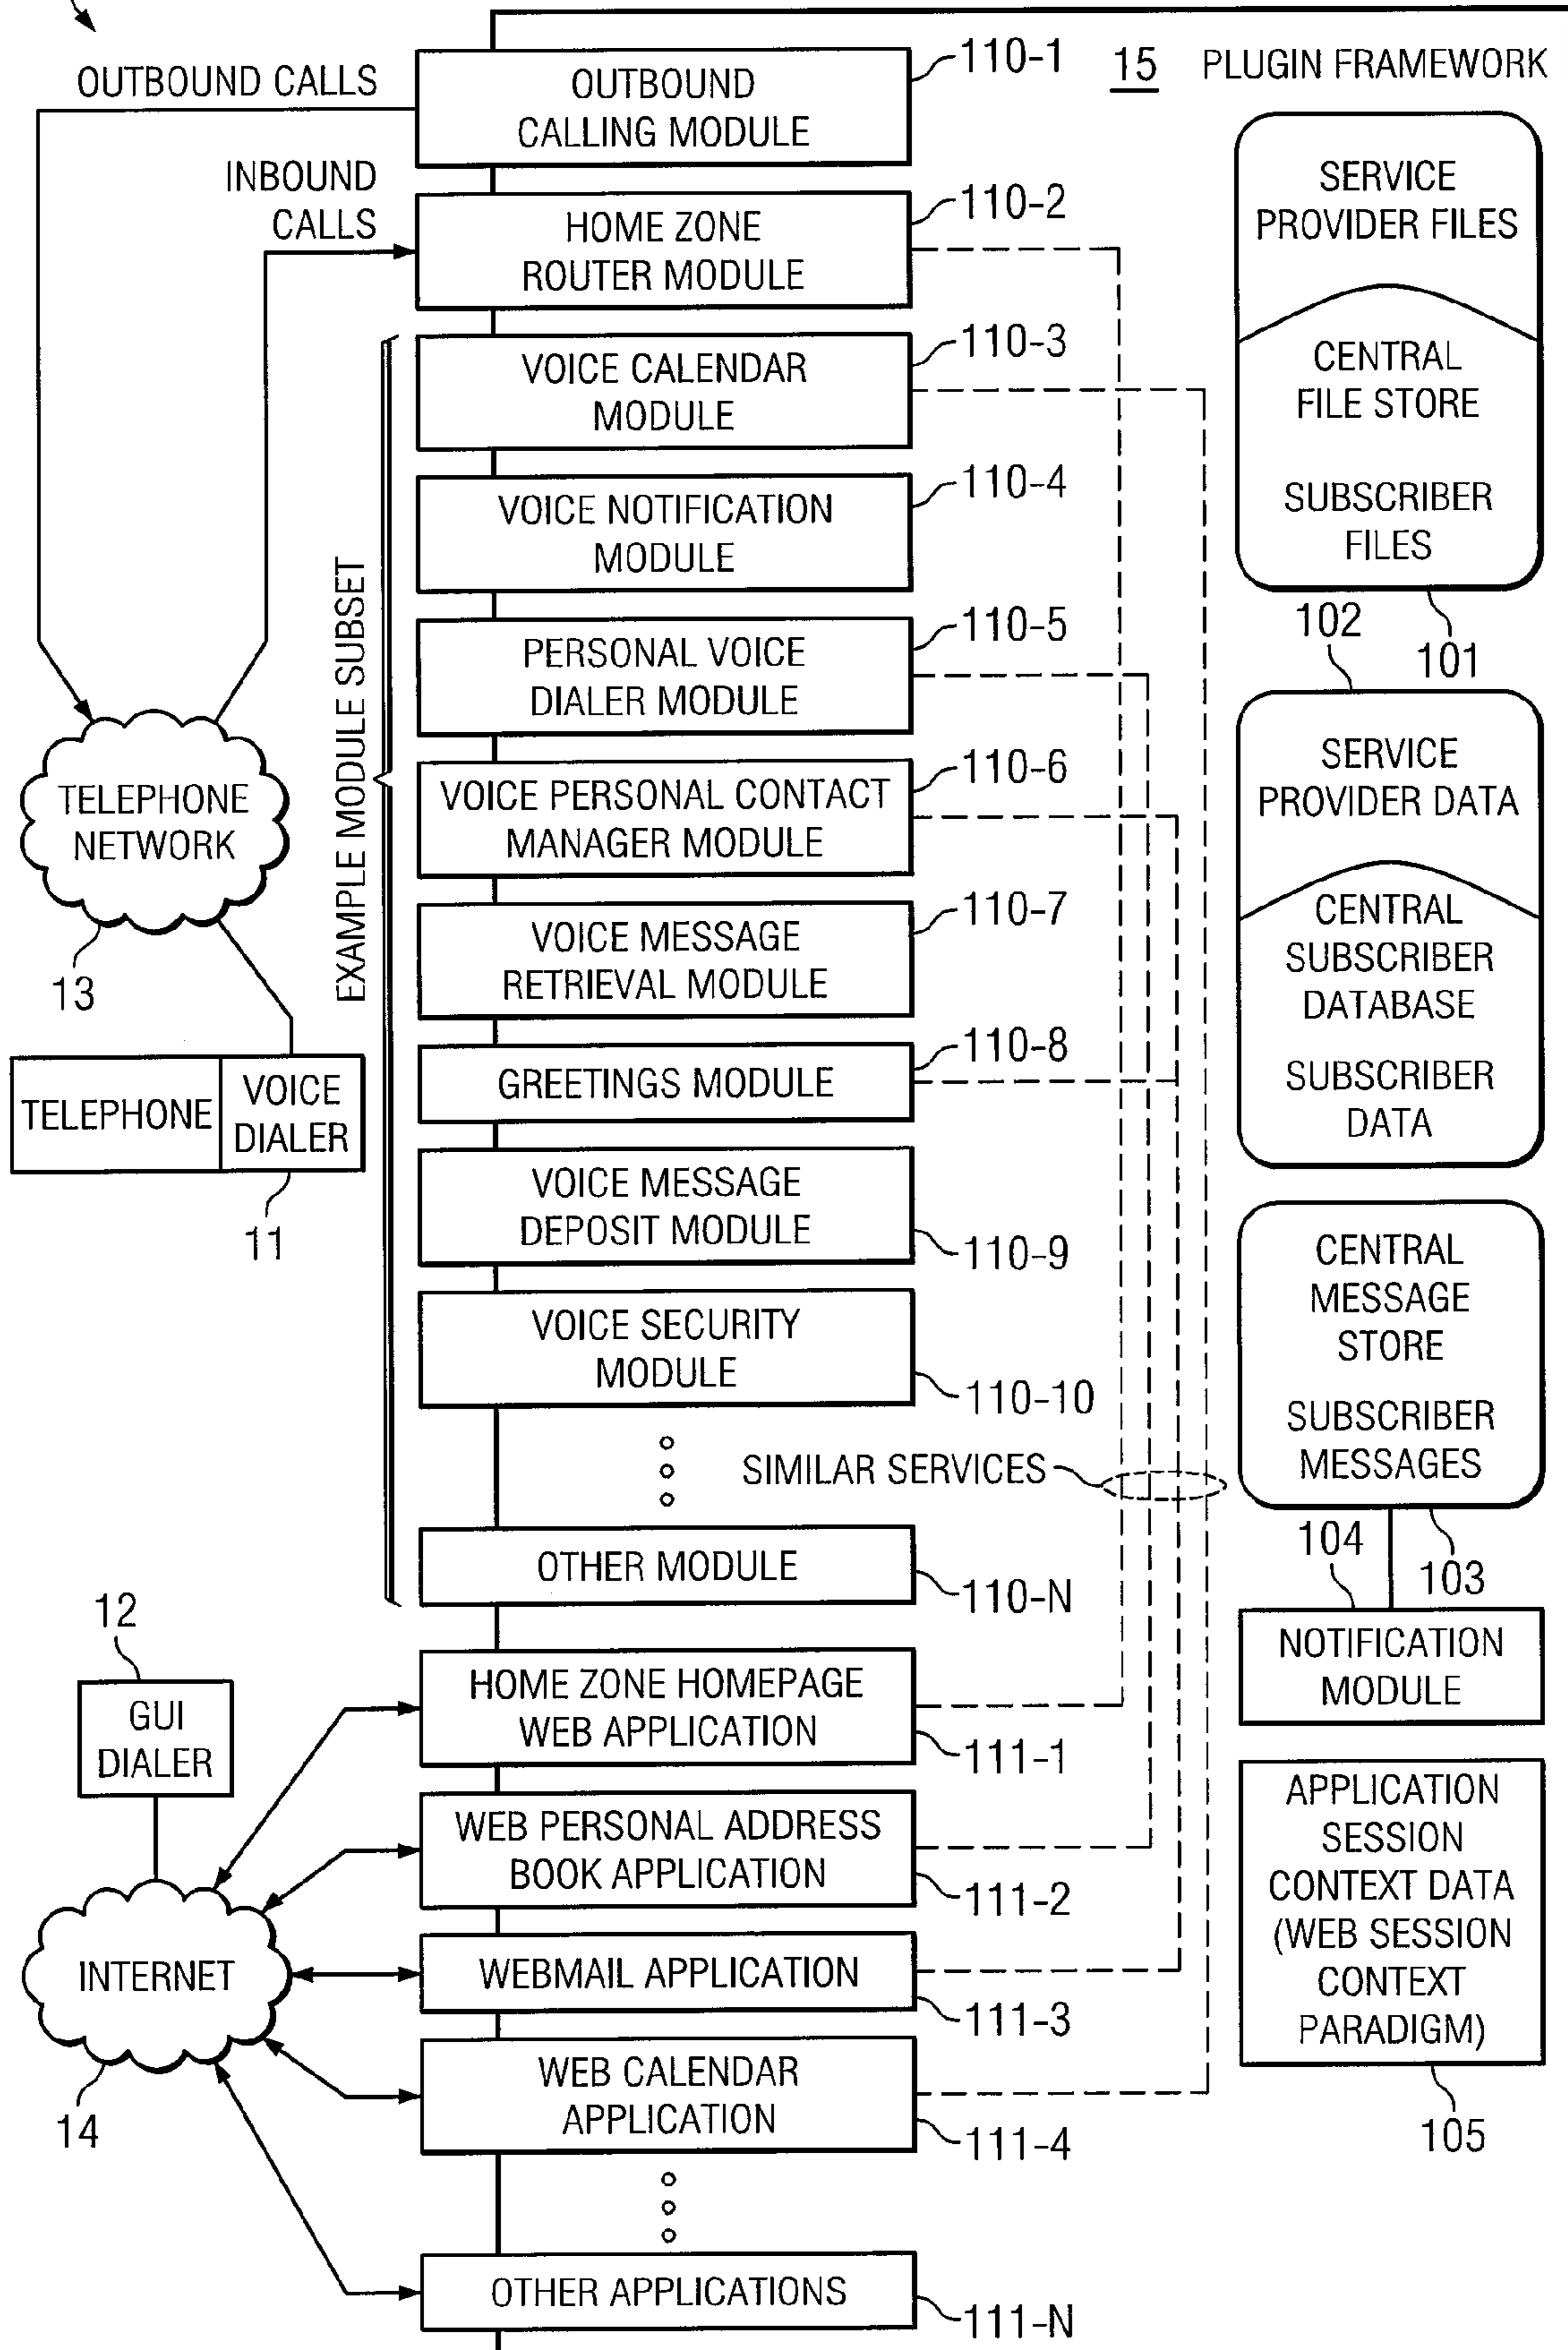 OUTBOUND CALLS
OUTBOUND
CALLING MODULE
110-1
15
PLUGIN FRAMEWORK
INBOUND
CALLS
HOME ZONE
ROUTER MODULE
110-2
VOICE CALENDAR
MODULE
110-3
VOICE NOTIFICATION
MODULE
110-4
PERSONAL VOICE
DIALER MODULE
110-5
VOICE PERSONAL CONTACT
MANAGER MODULE
110-6
VOICE MESSAGE
RETRIEVAL MODULE
110-7
GREETINGS MODULE
110-8
VOICE MESSAGE
DEPOSIT MODULE
110-9
VOICE SECURITY
MODULE
110-10
SIMILAR SERVICES
OTHER MODULE
110-N
EXAMPLE MODULE SUBSET
TELEPHONE
NETWORK
13
TELEPHONE
VOICE
DIALER
11
SERVICE
PROVIDER FILES
CENTRAL
FILE STORE
SUBSCRIBER
FILES
101
102
SERVICE
PROVIDER DATA
CENTRAL
SUBSCRIBER
DATABASE
SUBSCRIBER
DATA
CENTRAL
MESSAGE
STORE
SUBSCRIBER
MESSAGES
103
104
NOTIFICATION
MODULE
APPLICATION
SESSION
CONTEXT DATA
(WEB SESSION
CONTEXT
PARADIGM)
105
12
GUI
DIALER
INTERNET
14
HOME ZONE HOMEPAGE
WEB APPLICATION
111-1
WEB PERSONAL ADDRESS
BOOK APPLICATION
111-2
WEBMAIL APPLICATION
111-3
WEB CALENDAR
APPLICATION
111-4
OTHER APPLICATIONS
111-N